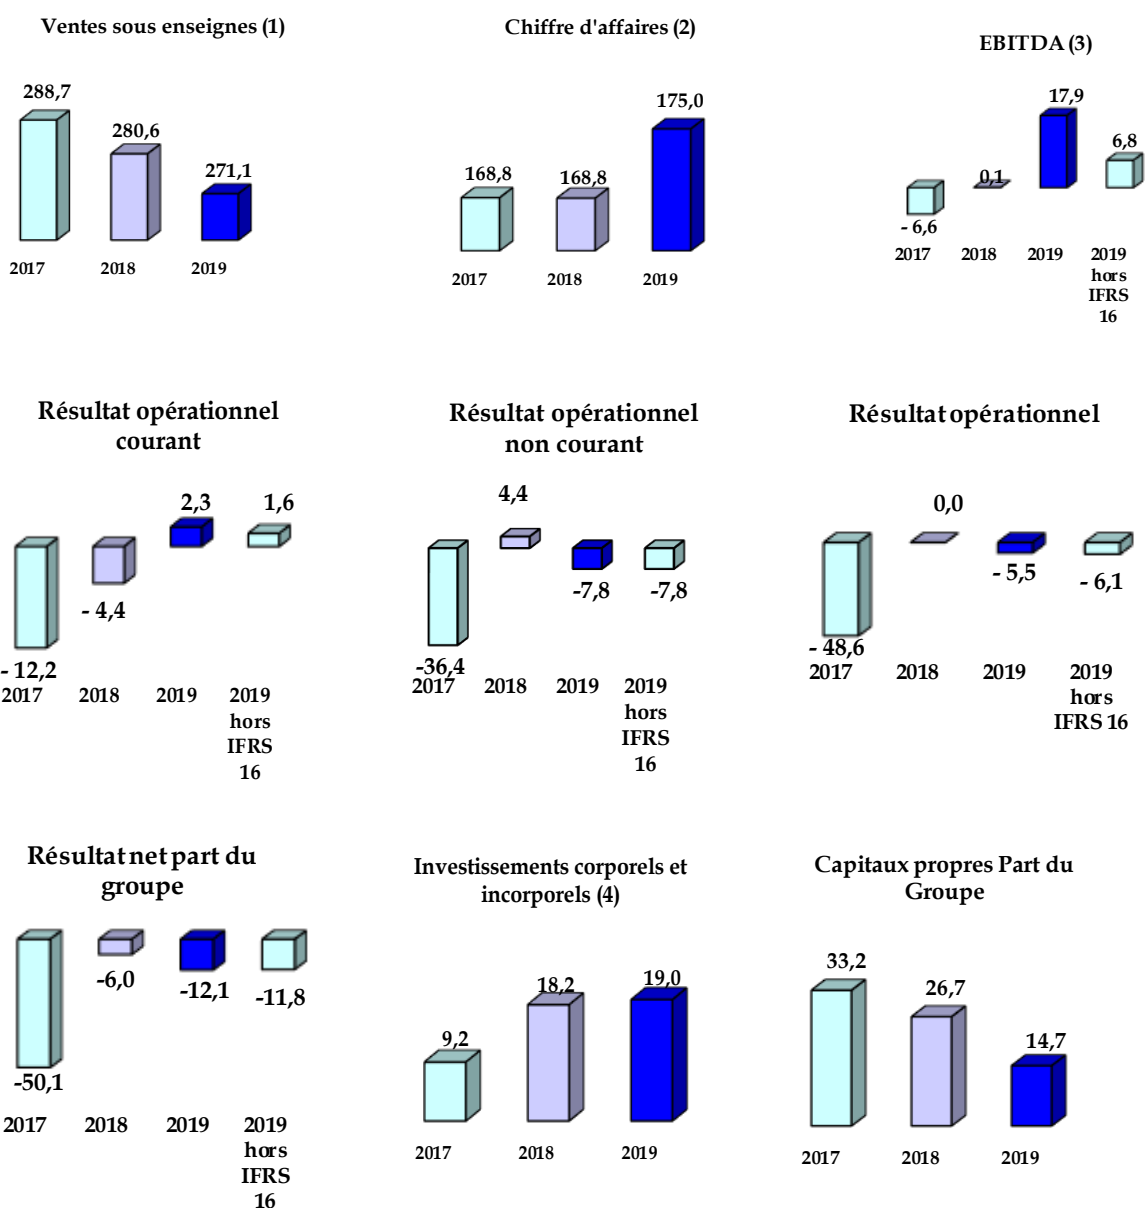 Ventes sous enseignes (1)
288,7
280,6
271,1
2017
2018
2019
Chiffre d'affaires (2)
168,8
168,8
175,0
2017
2018
2019
EBITDA (3)
- 6,6
0,1
17,9
6,8
2017
2018
2019
2019
hors
IFRS
16
Résultat opérationnel
courant
- 12,2
- 4,4
2,3
1,6
2017
2018
2019
2019
hors
IFRS
16
Résultat opérationnel
non courant
-36,4
4,4
-7,8
-7,8
2017
2018
2019
2019
hors
IFRS
16
Résultat opérationnel
- 48,6
0,0
- 5,5
- 6,1
2017
2018
2019
2019
hors
IFRS 16
Résultat net part du
groupe
-50,1
-6,0
-12,1
-11,8
2017
2018
2019
2019
hors
IFRS
16
Investissements corporels et
incorporels (4)
9,2
18,2
19,0
2017
2018
2019
Capitaux propres Part du
Groupe
33,2
26,7
14,7
2017
2018
2019